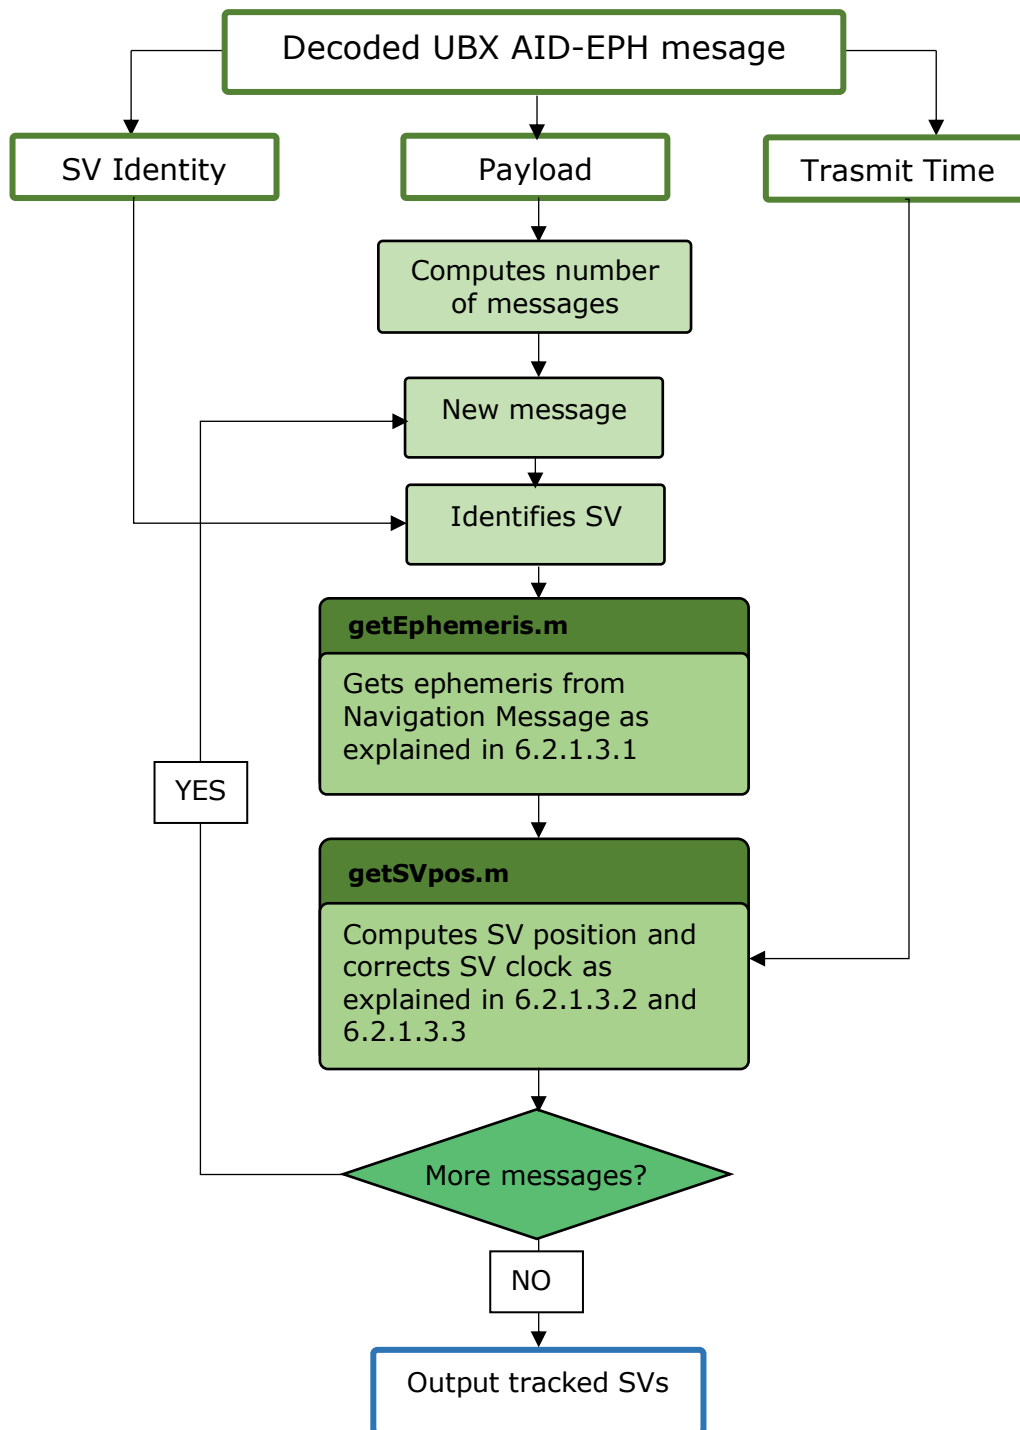 Decoded UBX AID-EPH mesage
SV Identity
Payload
Trasmit Time
Computes number
of messages
New message
Identifies SV
getEphemeris.m
Gets ephemeris from
Navigation Message as
explained in 6.2.1.3.1
YES
getSVpos.m
Computes SV position and
corrects SV clock as
explained in 6.2.1.3.2 and
6.2.1.3.3
More messages?
NO
Output tracked SVs